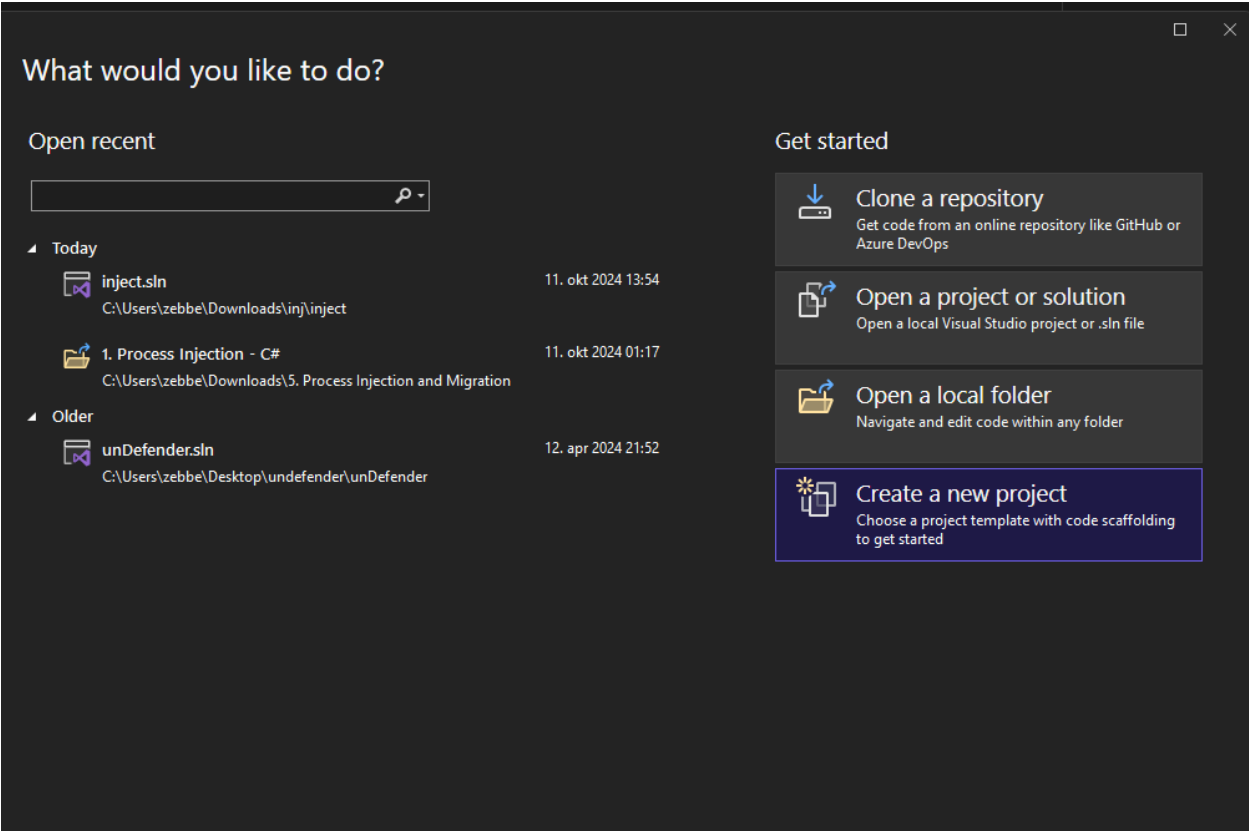 What would you like to do?
Open recent
Today
inject.sln
11. okt 2024 13:54
C:\Users\zebbe\Downloads\inj\inject
1. Process Injection - C#
11. okt 2024 01:17
C:\Users\zebbe\Downloads\5. Process Injection and Migration
Older
unDefender.sln
12. apr 2024 21:52
C:\Users\zebbe\Desktop\undefender\unDefender
Get started
Clone a repository
Get code from an online repository like GitHub or
Azure DevOps
Open a project or solution
Open a local Visual Studio project or .sln file
Open a local folder
Navigate and edit code within any folder
Create a new project
Choose a project template with code scaffolding
to get started